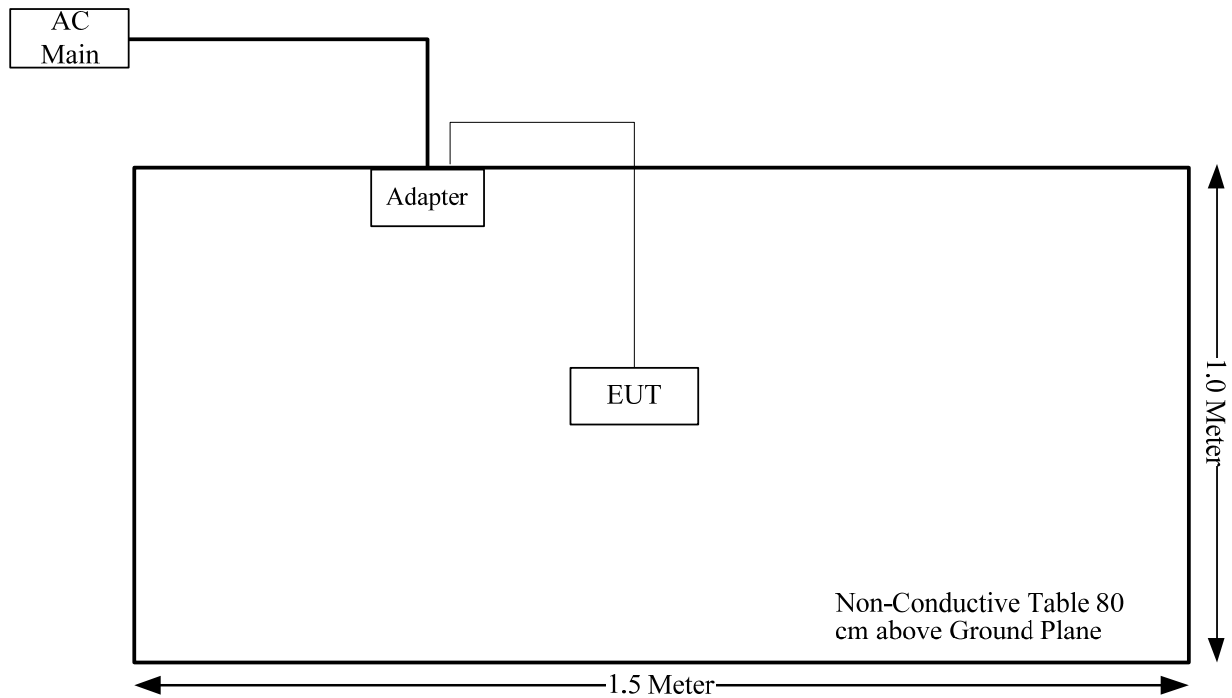 AC
Main
Adapter
EUT
1.0 Meter
Non-Conductive Table 80
cm above Ground Plane
1.5 Meter